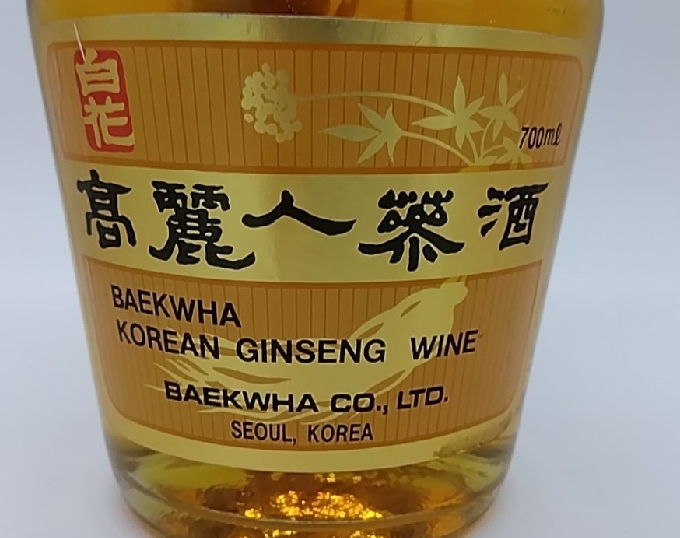 白花
700ml
高麗人蔘酒
BAEKWHA
KOREAN GINSENG WINE
BAEKWHA CO., LTD.
SEOUL, KOREA